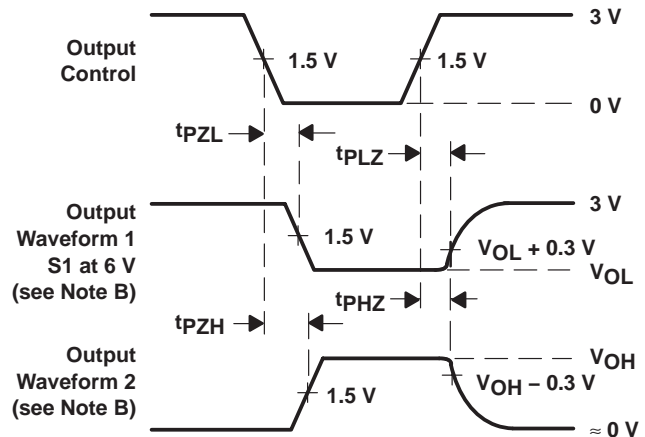 3 V
Output
Control
1.5 V
1.5 V
0 V
tPZL
tPLZ
Output
Waveform 1
S1 at 6 V
(see Note B)
3 V
1.5 V
VOL + 0.3 V
VOL
tPZH
tPHZ
Output
Waveform 2
(see Note B)
VOH
1.5 V
VOH – 0.3 V
≈ 0 V